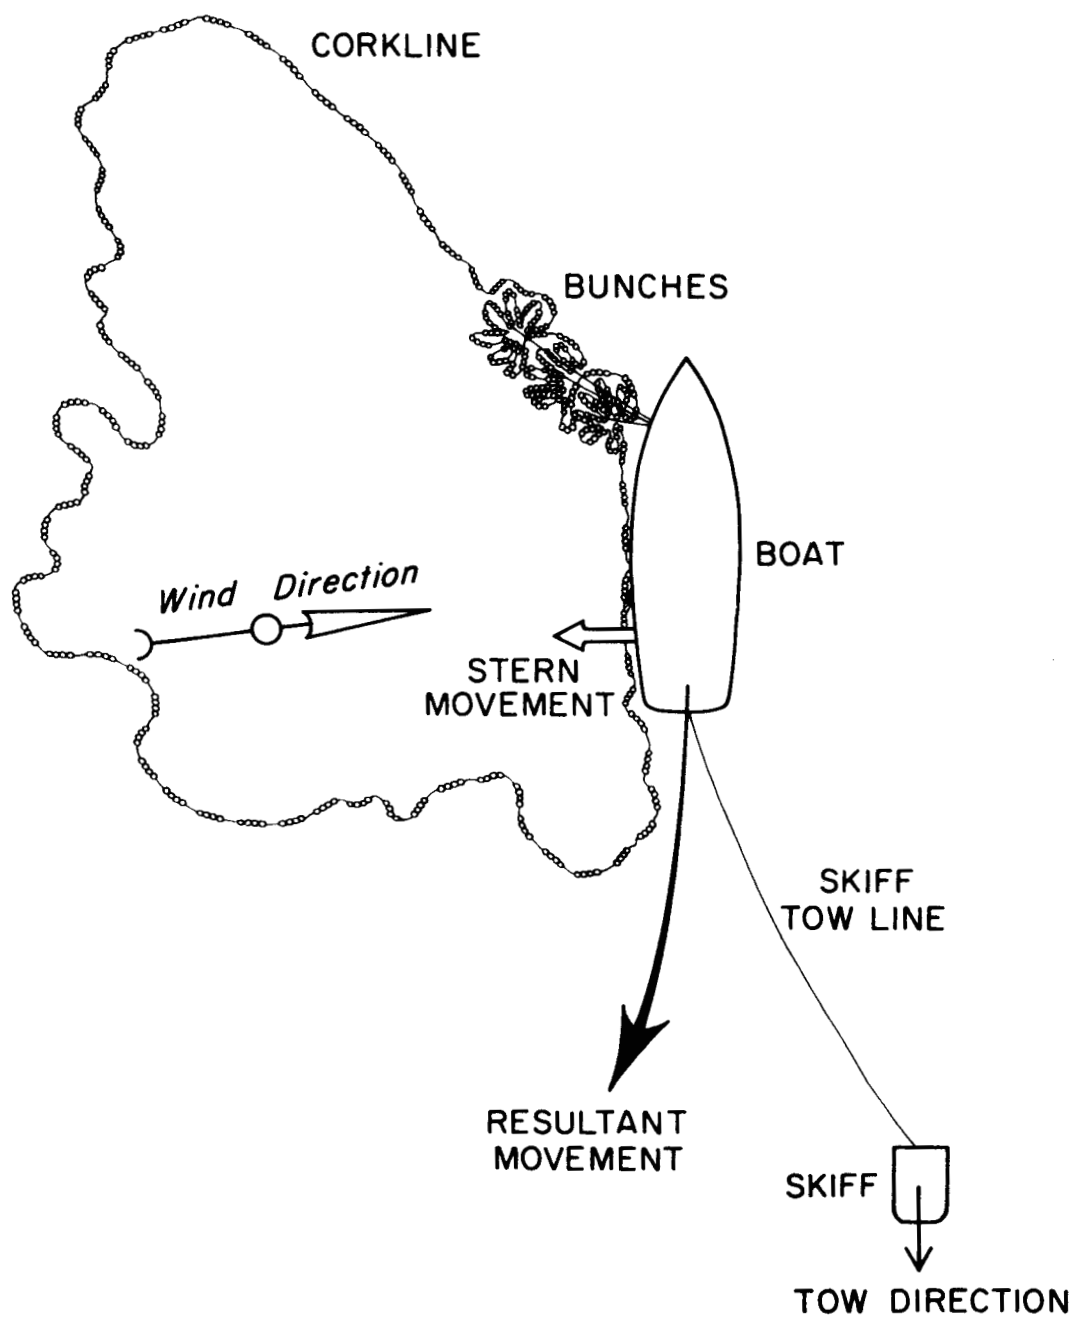 CORKLINE
BUNCHES
BOAT
Wind Direction
STERN
MOVEMENT
SKIFF
TOW LINE
RESULTANT
MOVEMENT
SKIFF
TOW DIRECTION